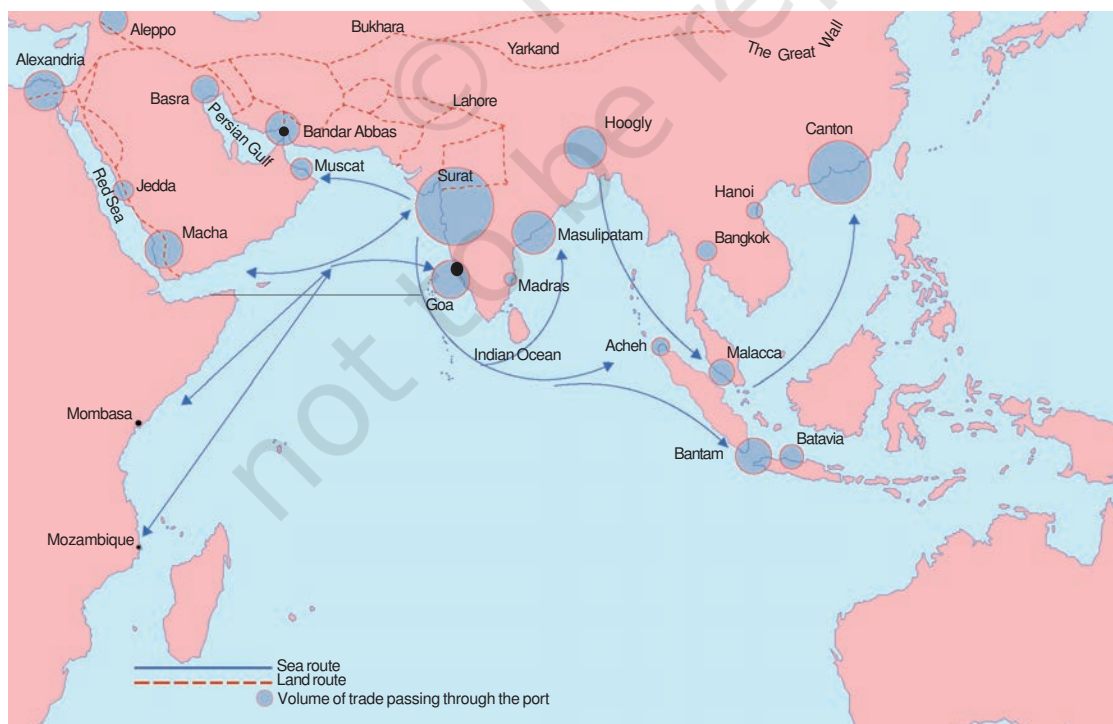 Aleppo
Bukhara
Yarkand
The Great Wall
Alexandria
Basra
Persian Gulf
Lahore
Bandar Abbas
Hoogly
Canton
Muscat
Surat
Jedda
Red Sea
Hanoi
Macha
Masulipatam
Bangkok
Goa
Madras
Indian Ocean
Acheh
Malacca
Mombasa
Bantam
Batavia
Mozambique
Sea route
Land route
Volume of trade passing through the port
© not to be re